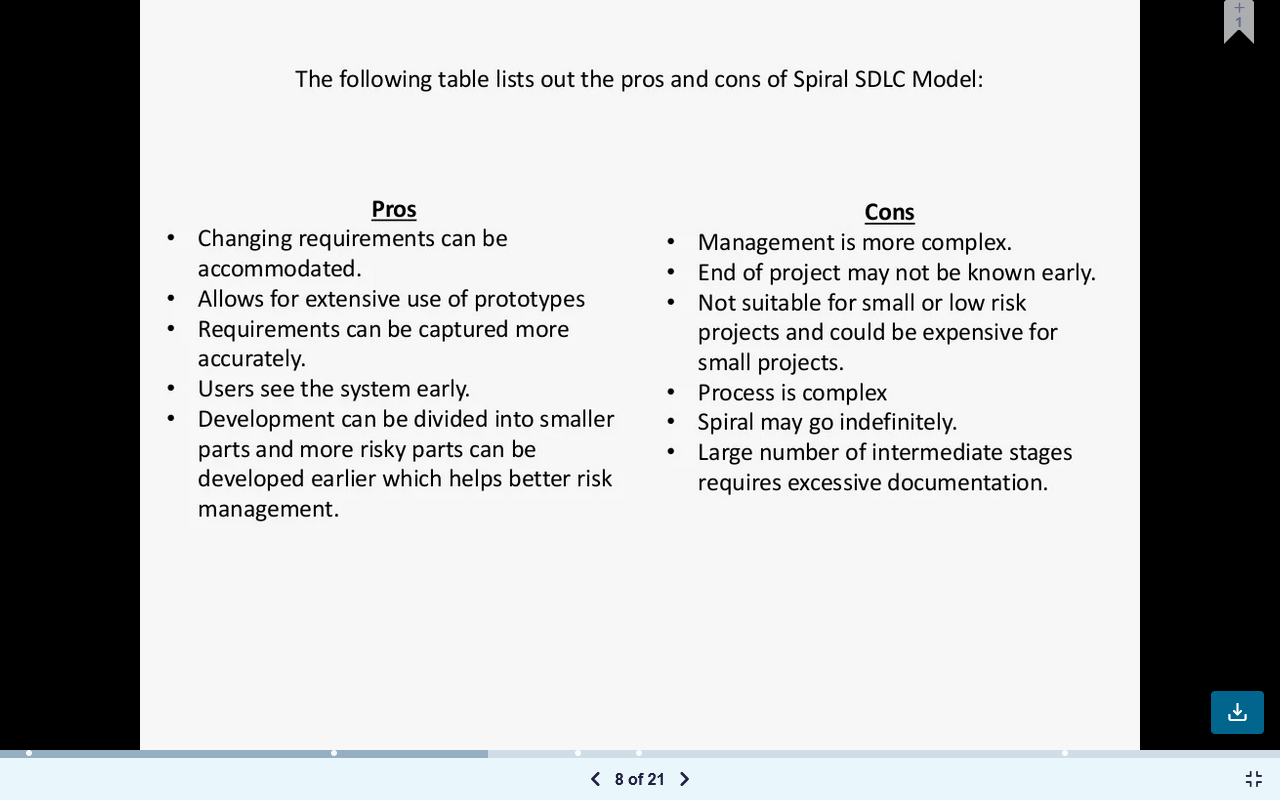 +
1
The following table lists out the pros and cons of Spiral SDLC Model:
Pros
• Changing requirements can be
accommodated.
• Allows for extensive use of prototypes
• Requirements can be captured more
accurately.
• Users see the system early.
• Development can be divided into smaller
parts and more risky parts can be
developed earlier which helps better risk
management.
Cons
• Management is more complex.
• End of project may not be known early.
• Not suitable for small or low risk
projects and could be expensive for
small projects.
• Process is complex
• Spiral may go indefinitely.
• Large number of intermediate stages
requires excessive documentation.
8 of 21